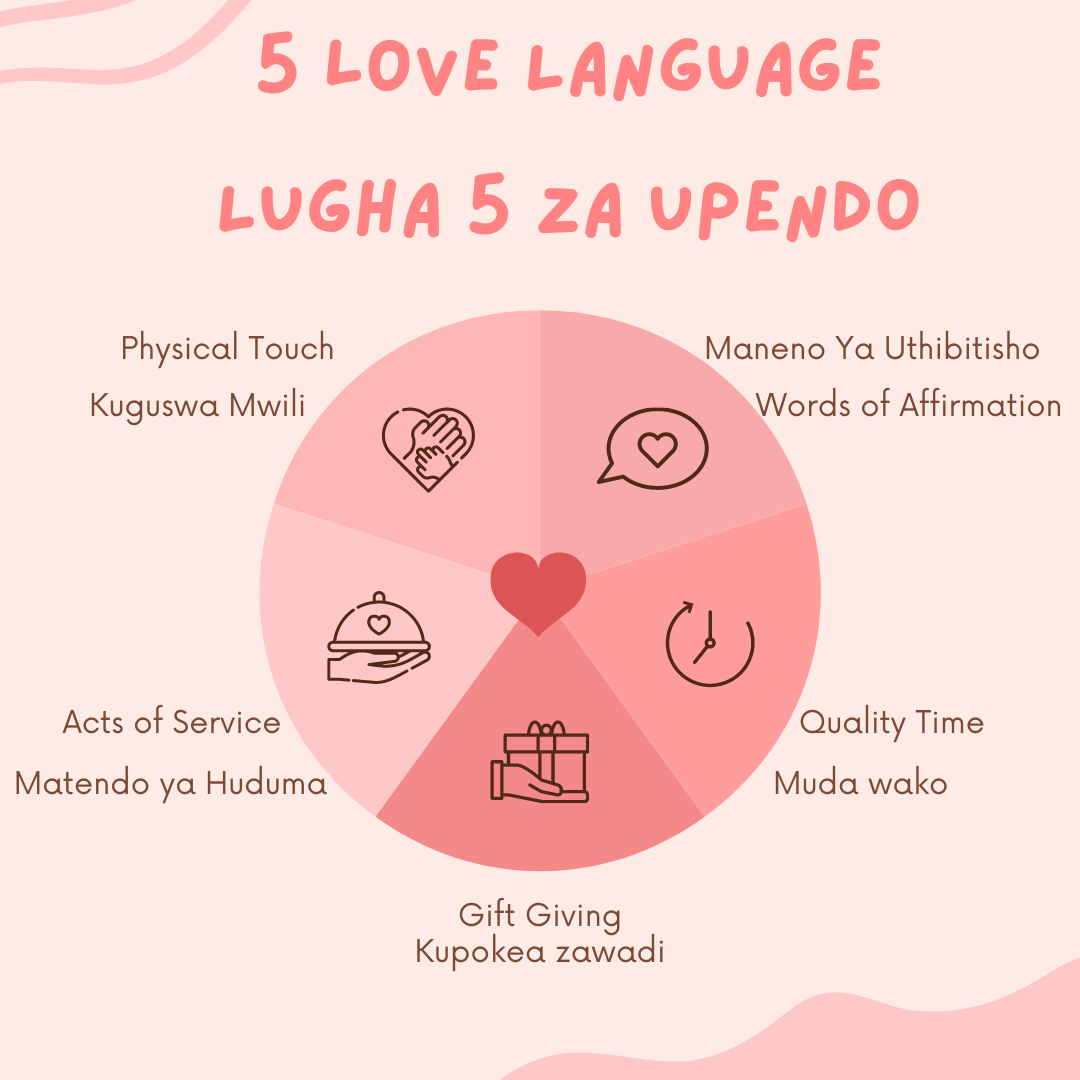 5 LOVE LANGUAGE
LUGHA 5 ZA UPENDO
Physical Touch
Kuguswa Mwili
Maneno Ya Uthibitisho
Words of Affirmation
Acts of Service
Matendo ya Huduma
Quality Time
Muda wako
Gift Giving
Kupokea zawadi